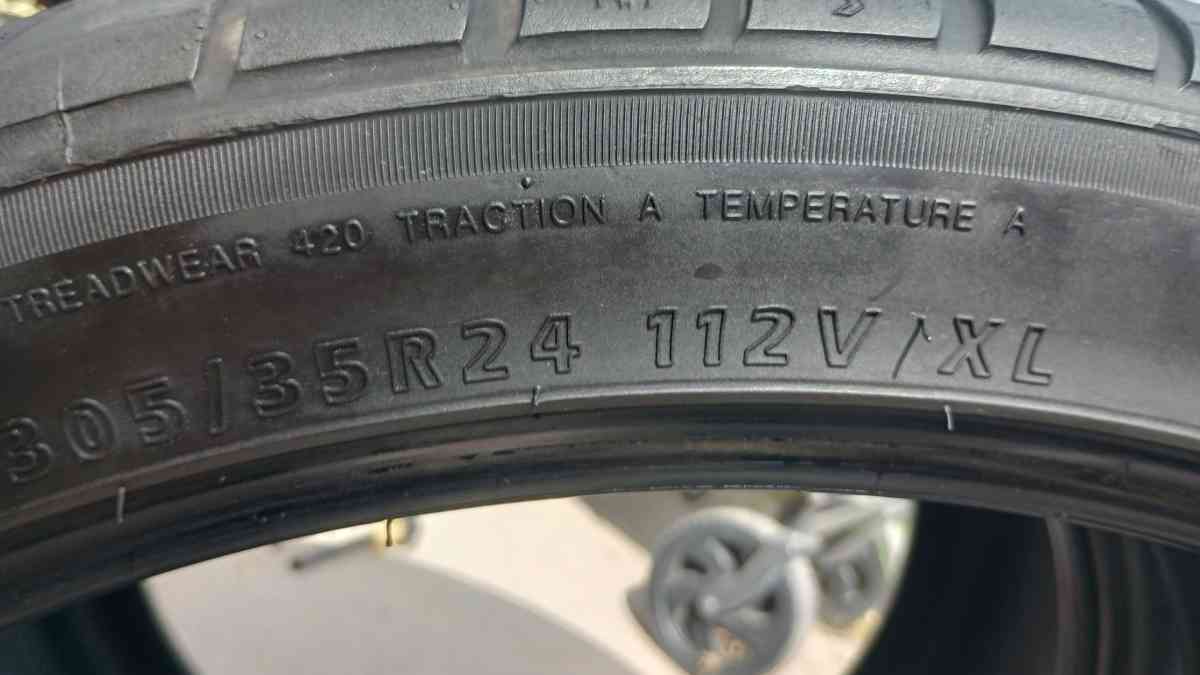 TREADWEAR 420 TRACTION A TEMPERATURE A
305/35R24 112V/XL